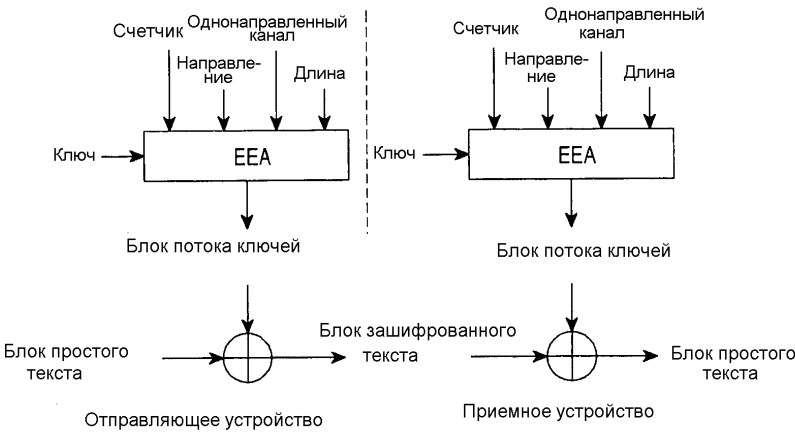 Счетчик
Однонаправленный
канал
Направле-
ние
Длина
Ключ
EEA
Блок потока ключей
Блок простого
текста
Отправляющее устройство
Блок зашифрованного
текста
Счетчик
Однонаправленный
канал
Направле-
ние
Длина
Ключ
EEA
Блок потока ключей
Блок простого
текста
Приемное устройство